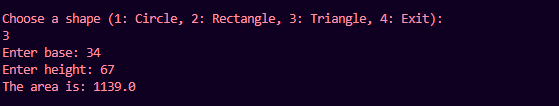 Choose a shape (1: Circle, 2: Rectangle, 3: Triangle, 4: Exit):
3
Enter base: 34
Enter height: 67
The area is: 1139.0